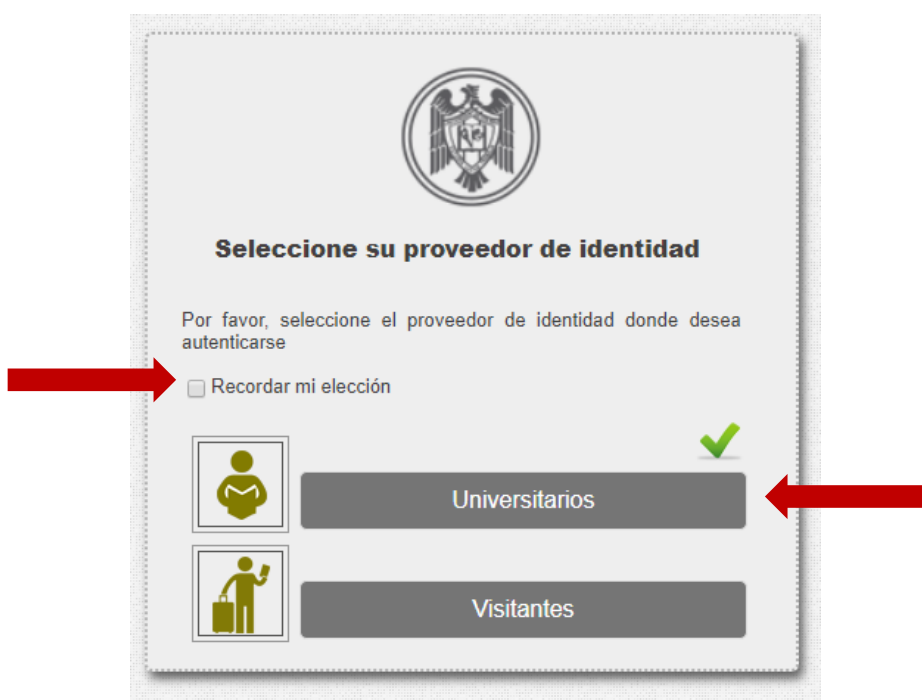 Seleccione su proveedor de identidad
Por favor, seleccione el proveedor de identidad donde desea
autenticarse
Recordar mi elección
Universitarios
Visitantes